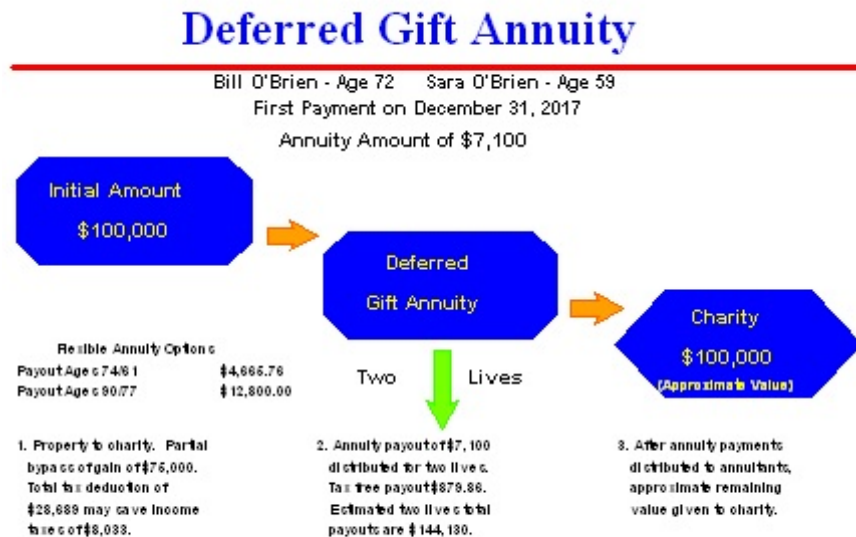 Deferred Gift Annuity
Bill O'Brien - Age 72 Sara O'Brien - Age 59
First Payment on December 31, 2017
Annuity Amount of $7,100
Initial Amount
$100,000
Deferred
Gift Annuity
Charity
$100,000
(Approximate Value)
Flexible Annuity Options
Payout Ages 74/61 $4,665.76
Payout Ages 90/77 $12,800.00
Two Lives
1. Property to charity. Partial
bypass of gain of $75,000.
Total tax deduction of
$28,689 may save income
taxes of $8,033.
2. Annuity payout of $7,100
distributed for two lives.
Tax free payout $879.86.
Estimated two lives total
payouts are $144,130.
3. After annuity payments
distributed to annuitants,
approximate remaining
value given to charity.